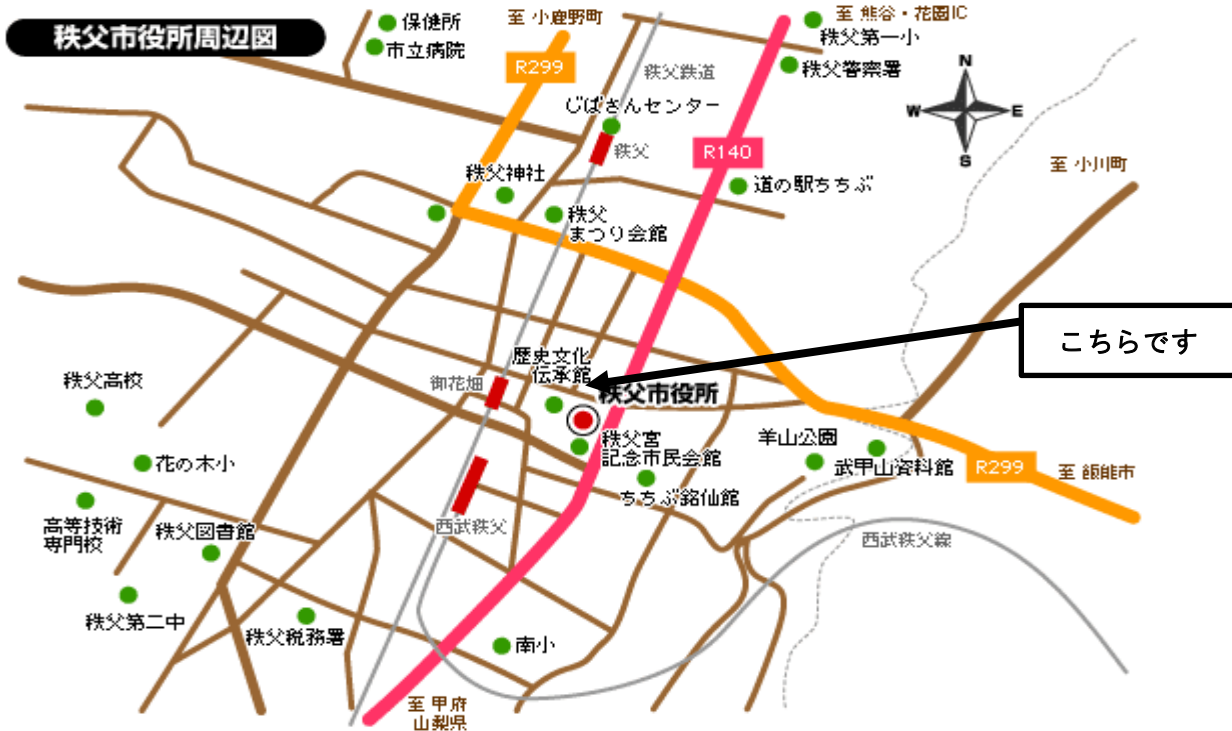 秩父市役所周辺図
保健所
市立病院
至 小鹿野町
R299
秩父鉄道
至 熊谷・花園IC
秩父第一小
秩父警察署
N
W
E
S
じばさんセンター
秩父
R140
道の駅ちちぶ
至 小川町
秩父神社
秩父
まつり会館
こちらです
歴史文化
伝承館
御花畑
秩父市役所
秩父高校
秩父宮
記念市民会館
羊山公園
武甲山資料館
R299
至 飯能市
花の木小
ちちぶ銘仙館
高等技術
専門校
秩父図書館
西武秩父
西武秩父線
秩父第二中
秩父税務署
南小
至 甲府
山梨県